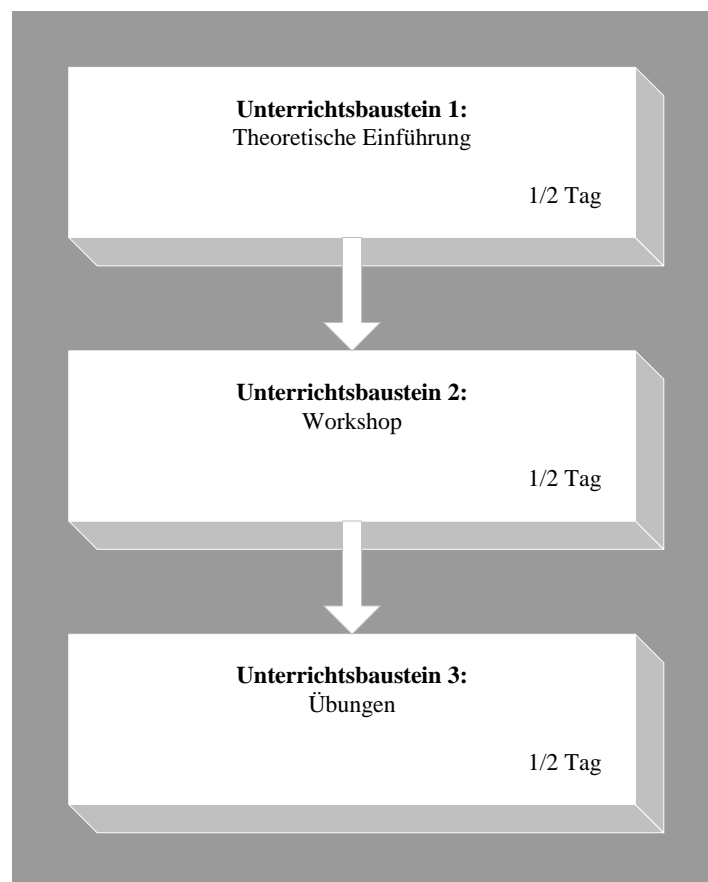 Unterrichtsbaustein 1:
Theoretische Einführung
1/2 Tag
Unterrichtsbaustein 2:
Workshop
1/2 Tag
Unterrichtsbaustein 3:
Übungen
1/2 Tag